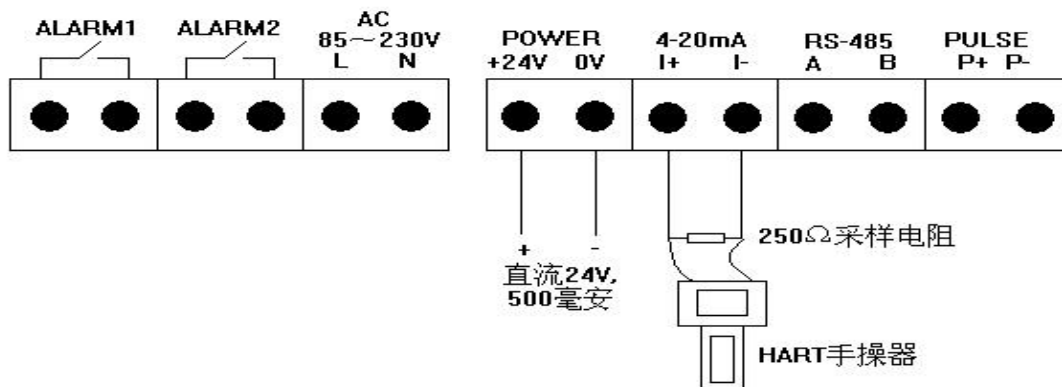 ALARM1 ALARM2 AC
85～230V
L N
POWER 4-20mA RS-485 PULSE
+24V 0V I+ I- A B P+ P-
+ -
直流24V,
500毫安
250Ω采样电阻
HART手操器